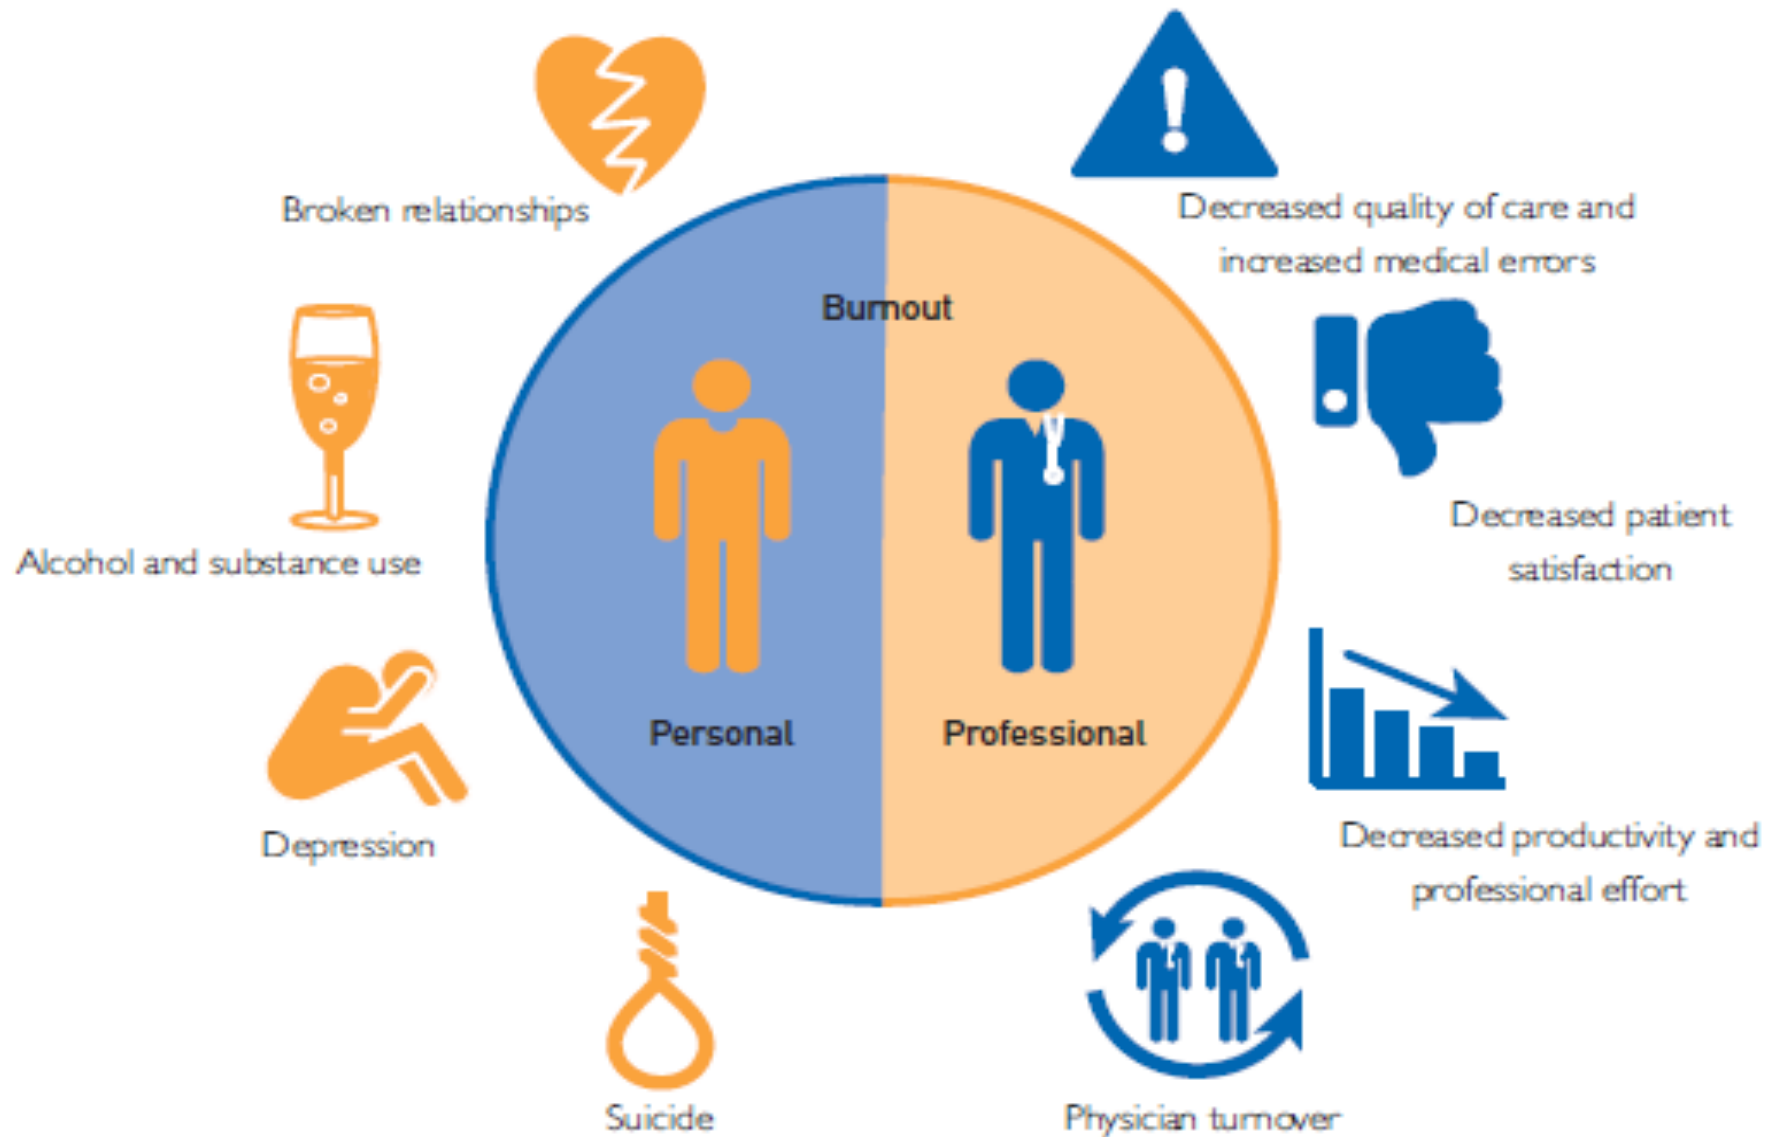 Broken relationships
Decreased quality of care and
increased medical errors
Burnout
Alcohol and substance use
Decreased patient
satisfaction
Personal
Professional
Depression
Decreased productivity and
professional effort
Suicide
Physician turnover